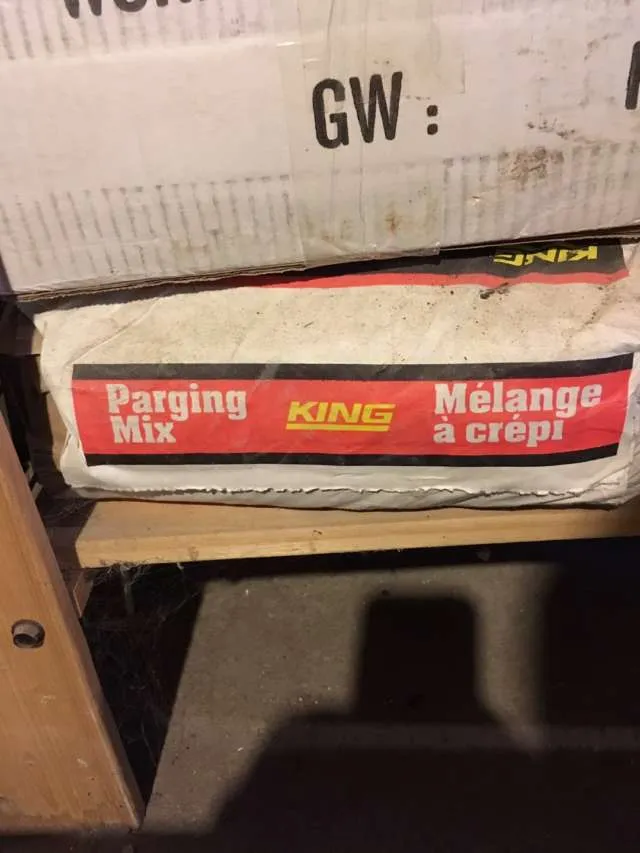 GW :
KING
Parging
Mix
KING
Mélange
à crépi